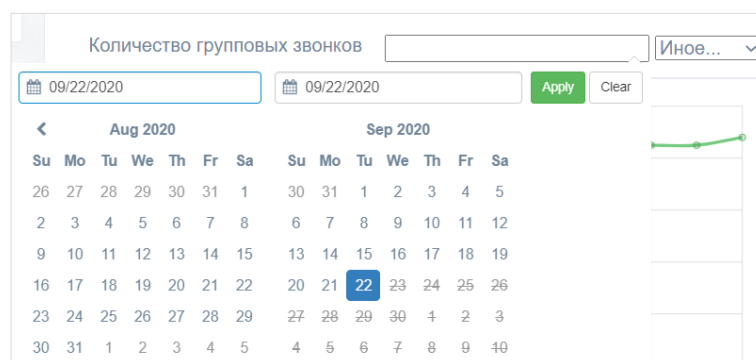 Количество групповых звонков Иное...
09/22/2020 09/22/2020 Apply Clear
Aug 2020 Sep 2020
Su Mo Tu We Th Fr Sa Su Mo Tu We Th Fr Sa
26 27 28 29 30 31 1 30 31 1 2 3 4 5
2 3 4 5 6 7 8 6 7 8 9 10 11 12
9 10 11 12 13 14 15 13 14 15 16 17 18 19
16 17 18 19 20 21 22 20 21 22 23 24 25 26
23 24 25 26 27 28 29 27 28 29 30 1 2 3
30 31 1 2 3 4 5 4 5 6 7 8 9 10